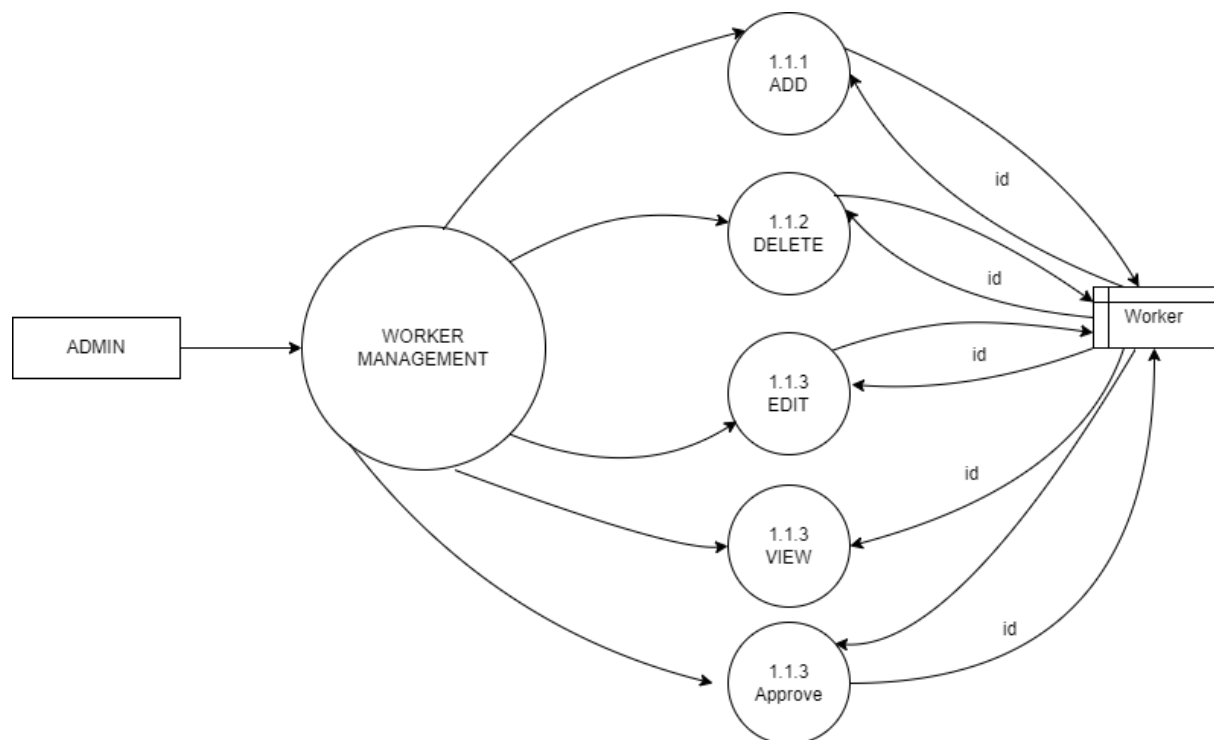 ADMIN
WORKER
MANAGEMENT
1.1.1
ADD
1.1.2
DELETE
1.1.3
EDIT
1.1.3
VIEW
1.1.3
Approve
id
id
id
id
id
Worker